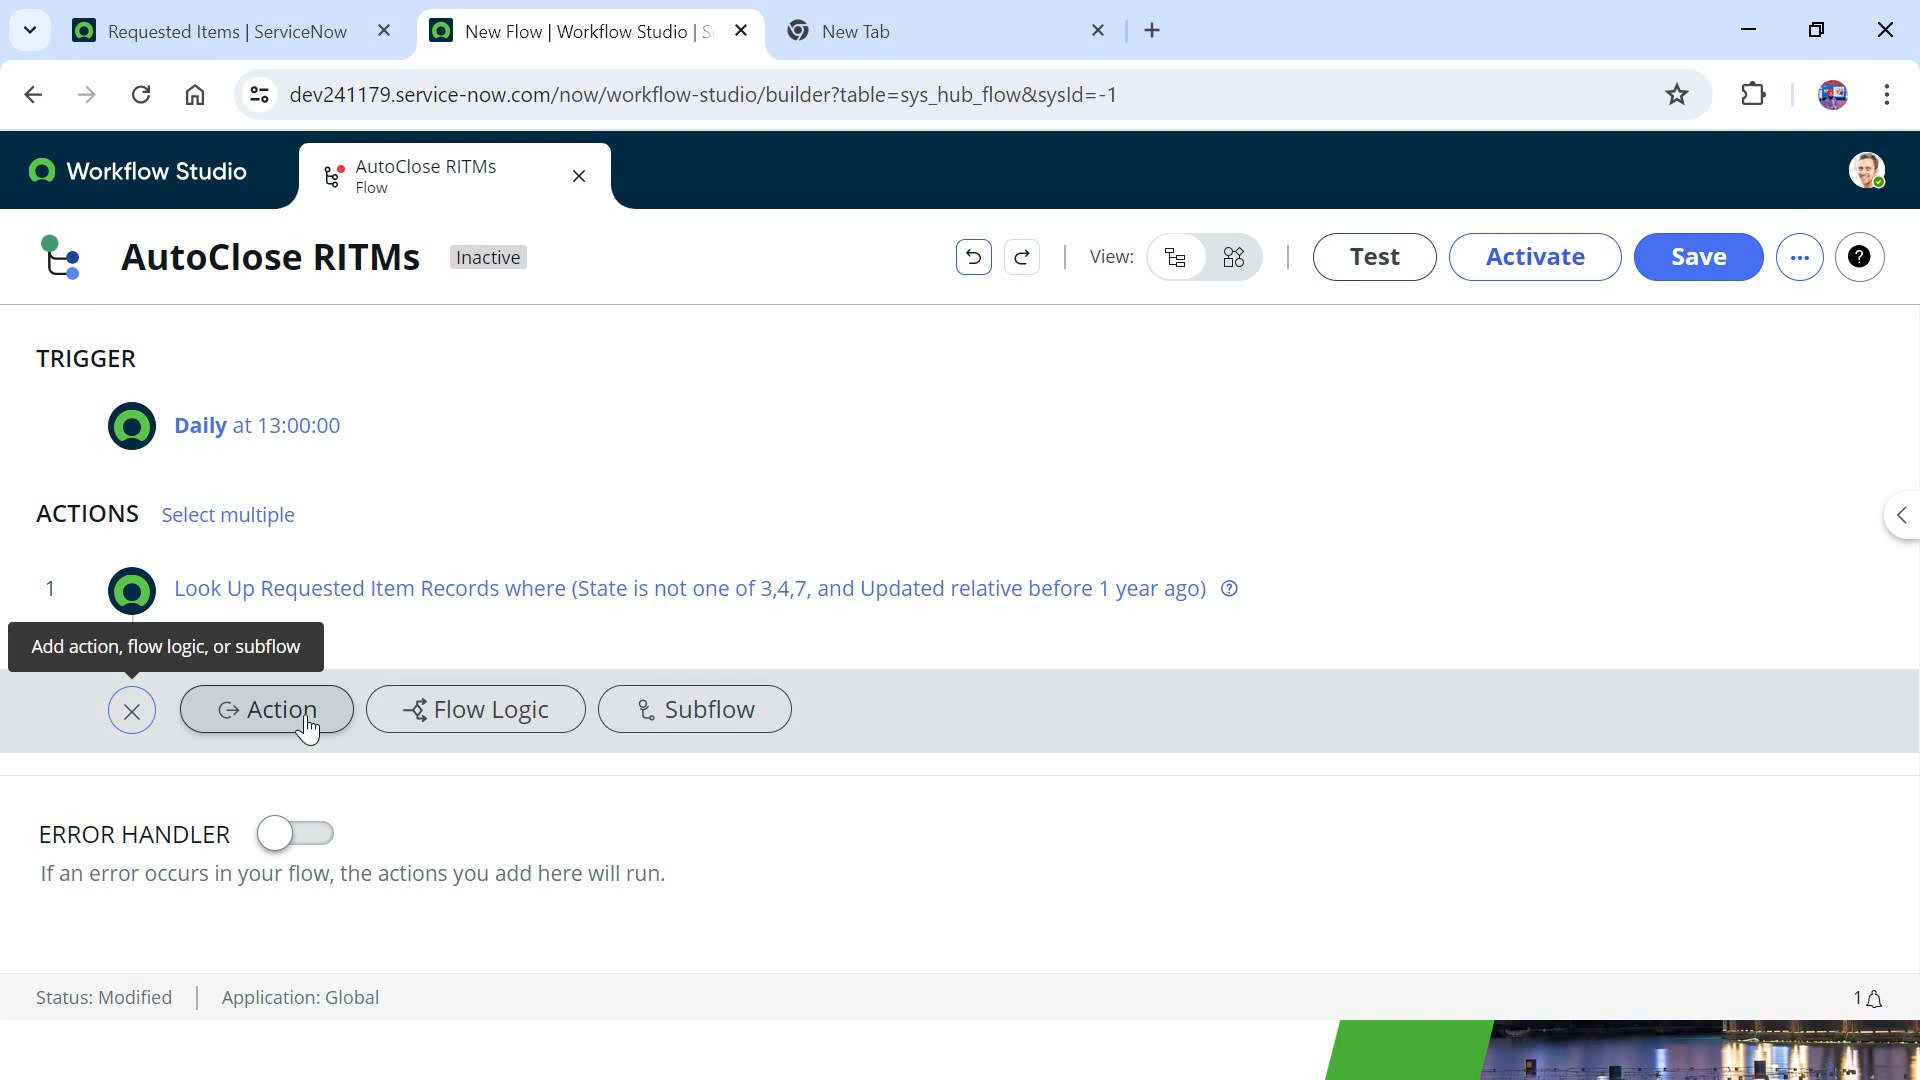 Requested Items | ServiceNow
New Flow | Workflow Studio | S
New Tab
dev241179.service-now.com/now/workflow-studio/builder?table=sys_hub_flow&sysId=-1
Workflow Studio
AutoClose RITMs
Flow
AutoClose RITMs
Inactive
View:
Test
Activate
Save
TRIGGER
Daily at 13:00:00
ACTIONS
Select multiple
1
Look Up Requested Item Records where (State is not one of 3,4,7, and Updated relative before 1 year ago)
Add action, flow logic, or subflow
Action
Flow Logic
Subflow
ERROR HANDLER
If an error occurs in your flow, the actions you add here will run.
Status: Modified
Application: Global
1